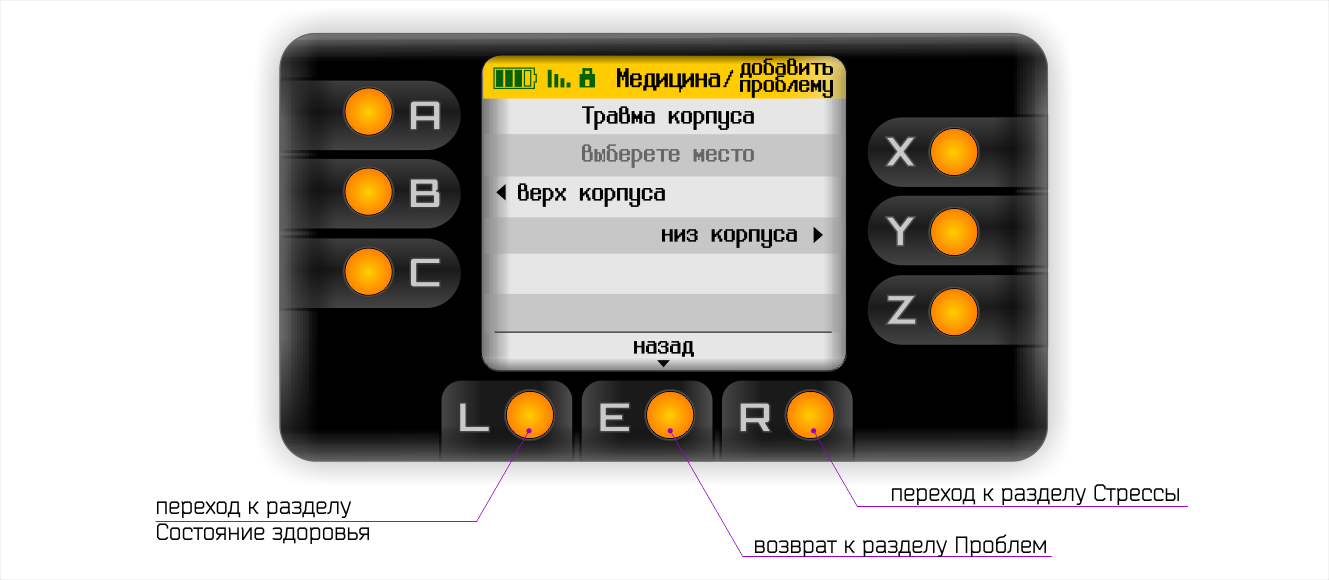 Медицина/ добавить
проблему
A
Травма корпуса
X
Выберете место
B
Верх корпуса
Y
низ корпуса
C
Z
назад
L
E
R
переход к разделу Стрессы
переход к разделу
Состояние здоровья
возврат к разделу Проблем